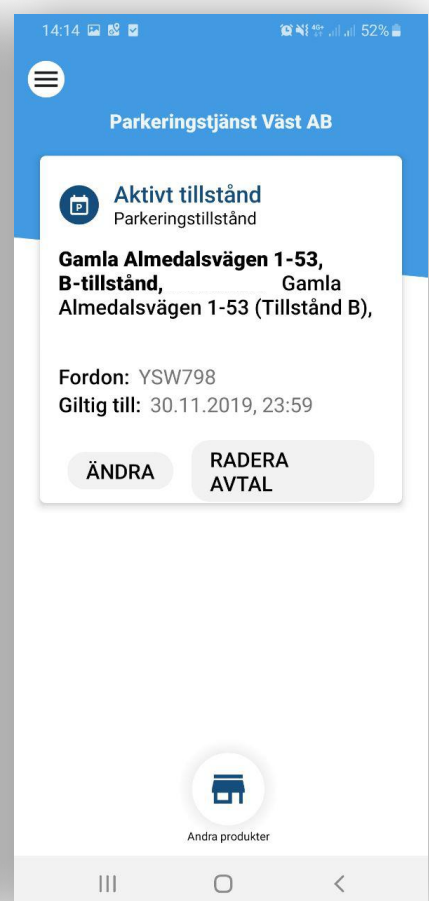 14:14 52%
Parkeringstjänst Väst AB
Aktivt tillstånd
P
Parkeringstillstånd
Gamla Almedalsvägen 1-53,
B-tillstånd, Gamla
Almedalsvägen 1-53 (Tillstånd B),
Fordon: YSW798
Giltig till: 30.11.2019, 23:59
ÄNDRA
RADERA
AVTAL
Andra produkter